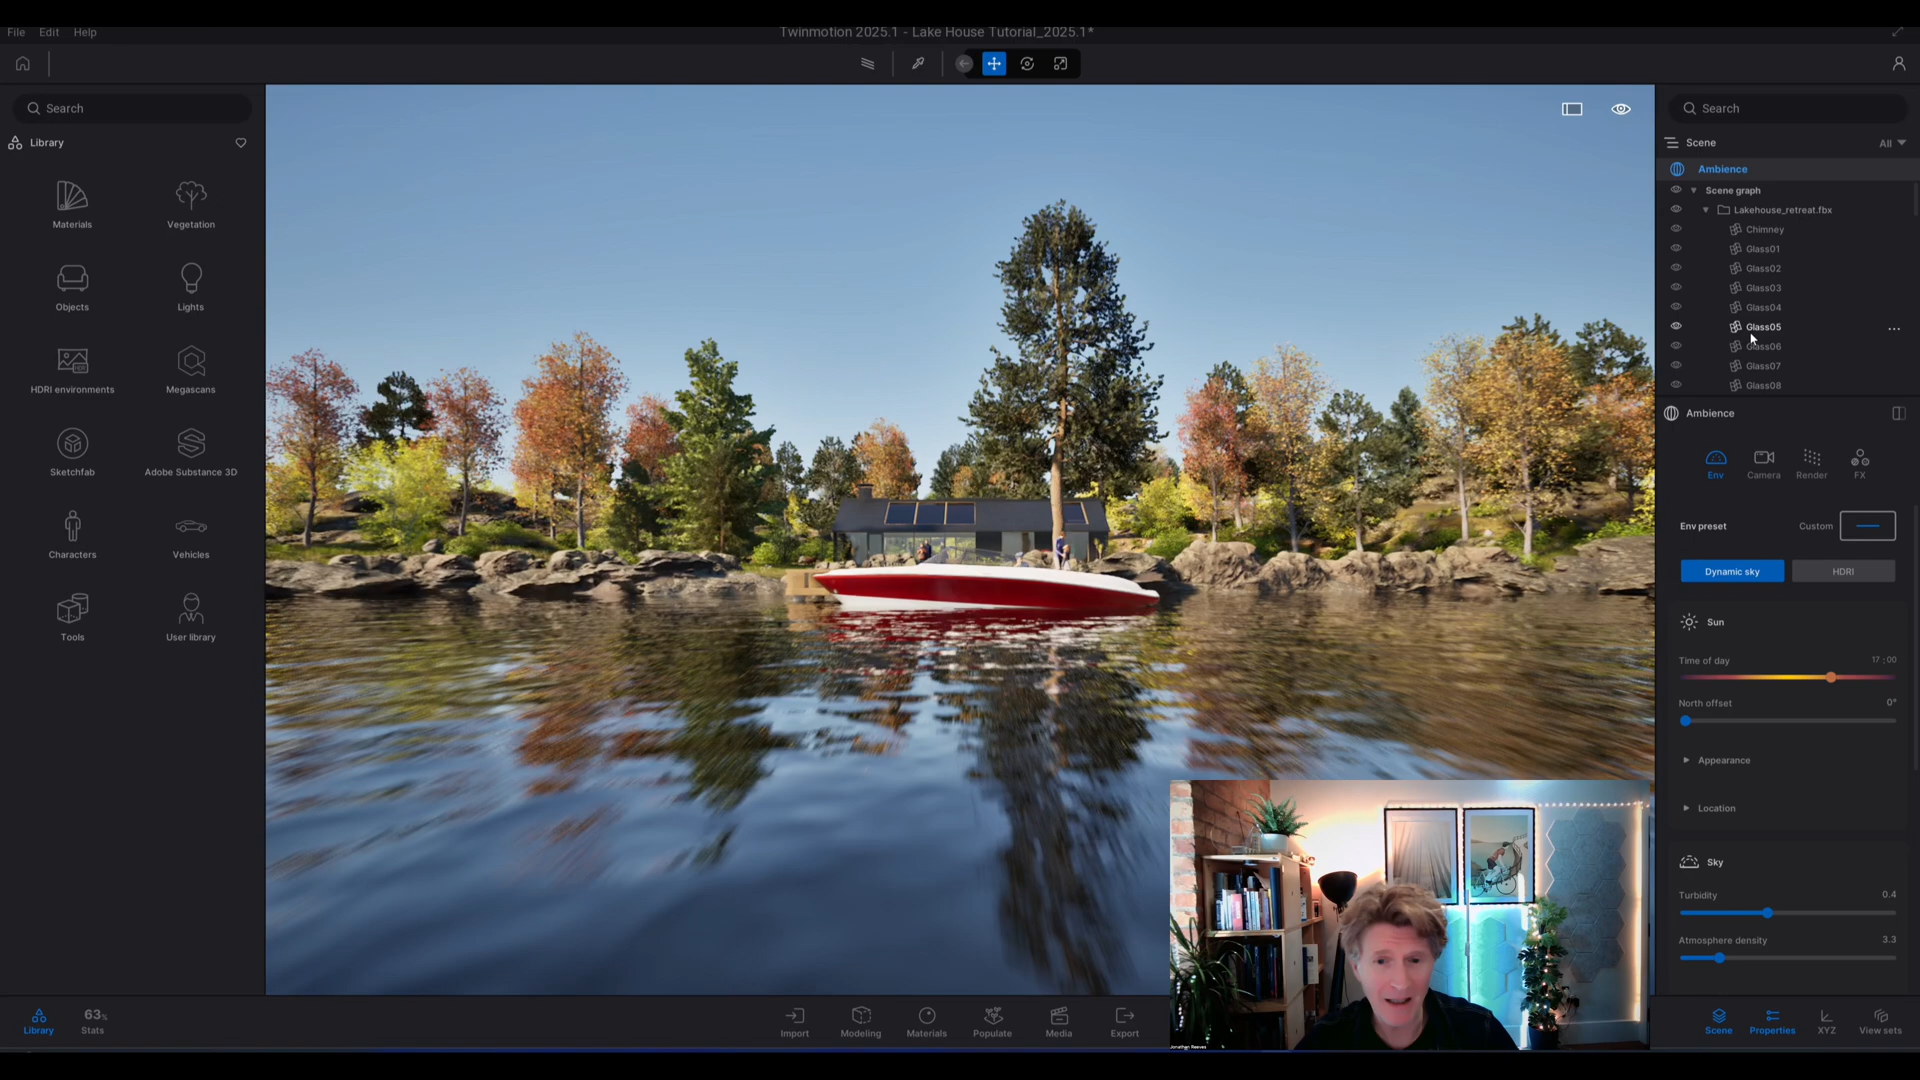 File Edit Help
Twinmotion 2025.1 - Lake House Tutorial_2025.1*
Search
Library
Materials
Vegetation
Objects
Lights
HDRI environments
Megascans
Sketchfab
Adobe Substance 3D
Characters
Vehicles
Tools
User library
Search
Scene
All
Ambience
Scene graph
Lakehouse_retreat.fbx
Chimney
Glass01
Glass02
Glass03
Glass04
Glass05
Glass06
Glass07
Glass08
Ambience
Env
Camera
Render
FX
Env preset
Custom
Dynamic sky
HDRI
Sun
Time of day
17 : 00
North offset
0°
Appearance
Location
Sky
Turbidity
0.4
Atmosphere density
3.3
Library
63%
Stats
Import
Modeling
Materials
Populate
Media
Export
Jonathan Reeves
Scene
Properties
XYZ
View sets